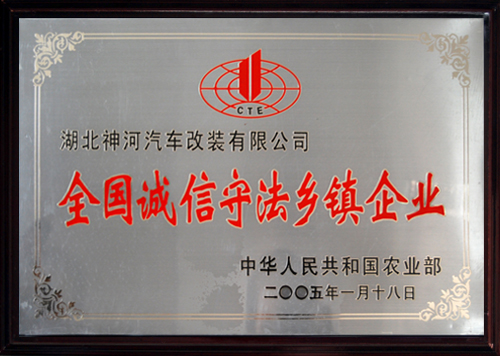 CTE
湖北神河汽车改装有限公司
全国诚信守法乡镇企业
中华人民共和国农业部
二〇〇五年一月十八日